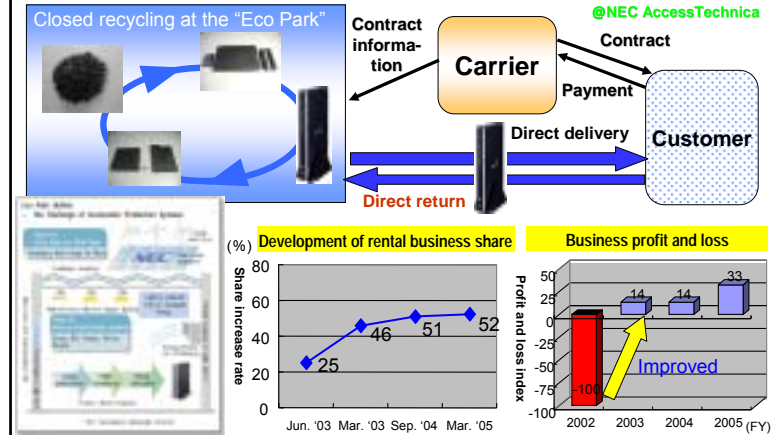 Closed recycling at the “Eco Park”
@NEC AccessTechnica
Contract
informa-
tion
Carrier
Contract
Payment
Customer
Direct delivery
Direct return
NEC
(%)
Development of rental business share
Share increase rate
80
60
40
20
0
25
46
51
52
Jun. '03
Mar. '03
Sep. '04
Mar. '05
Business profit and loss
Profit and loss index
50
25
0
-25
-50
-75
-100
-100
14
14
33
Improved
2002
2003
2004
2005
(FY)